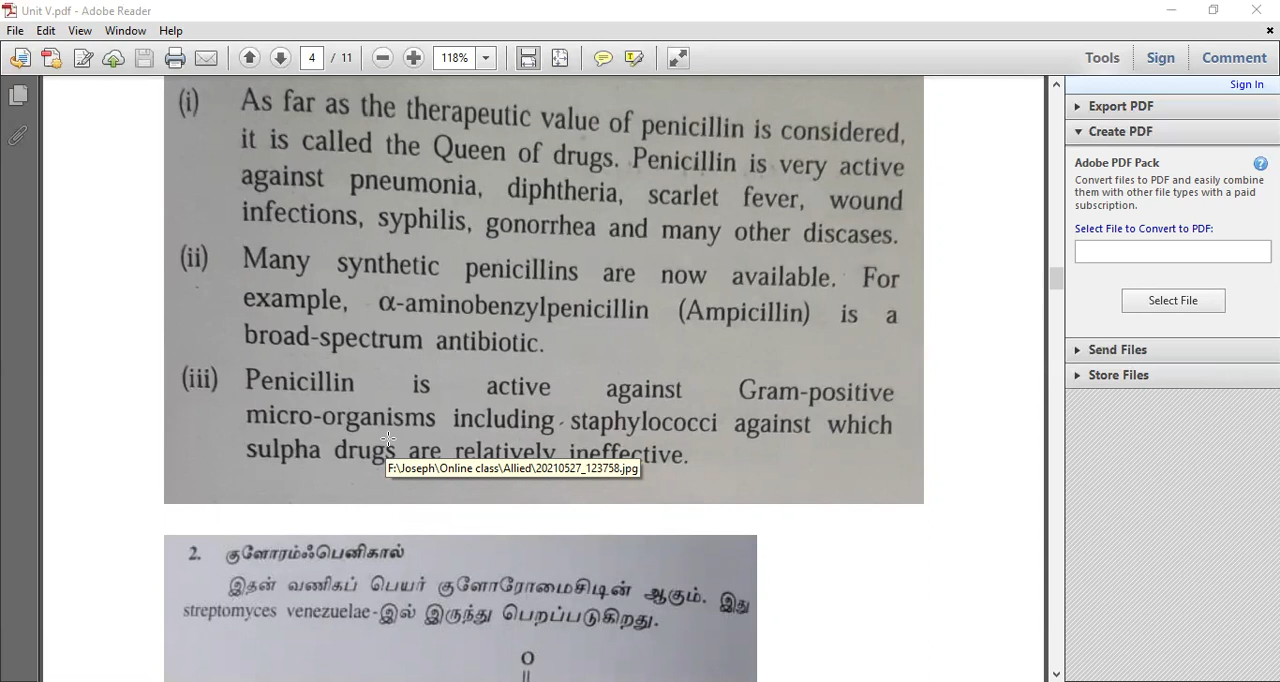 Unit V.pdf - Adobe Reader
File Edit View Window Help
4 / 11 118% Tools Sign Comment
Sign In
Export PDF
Create PDF
Adobe PDF Pack
Convert files to PDF and easily combine
them with other file types with a paid
subscription.
Select File to Convert to PDF:
Select File
Send Files
Store Files
(i) As far as the therapeutic value of penicillin is considered,
it is called the Queen of drugs. Penicillin is very active
against pneumonia, diphtheria, scarlet fever, wound
infections, syphilis, gonorrhea and many other discases.
(ii) Many synthetic penicillins are now available. For
example, α-aminobenzylpenicillin (Ampicillin) is a
broad-spectrum antibiotic.
(iii) Penicillin is active against Gram-positive
micro-organisms including staphylococci against which
sulpha drugs are relatively ineffective.
F:\Joseph\Online class\Allied\20210527_123758.jpg
2. குளோரம்ஃபெனிகால்
இதன் வணிகப் பெயர் குளோரோமைசிடின் ஆகும். இது
streptomyces venezuelae-இல் இருந்து பெறப்படுகிறது.
O